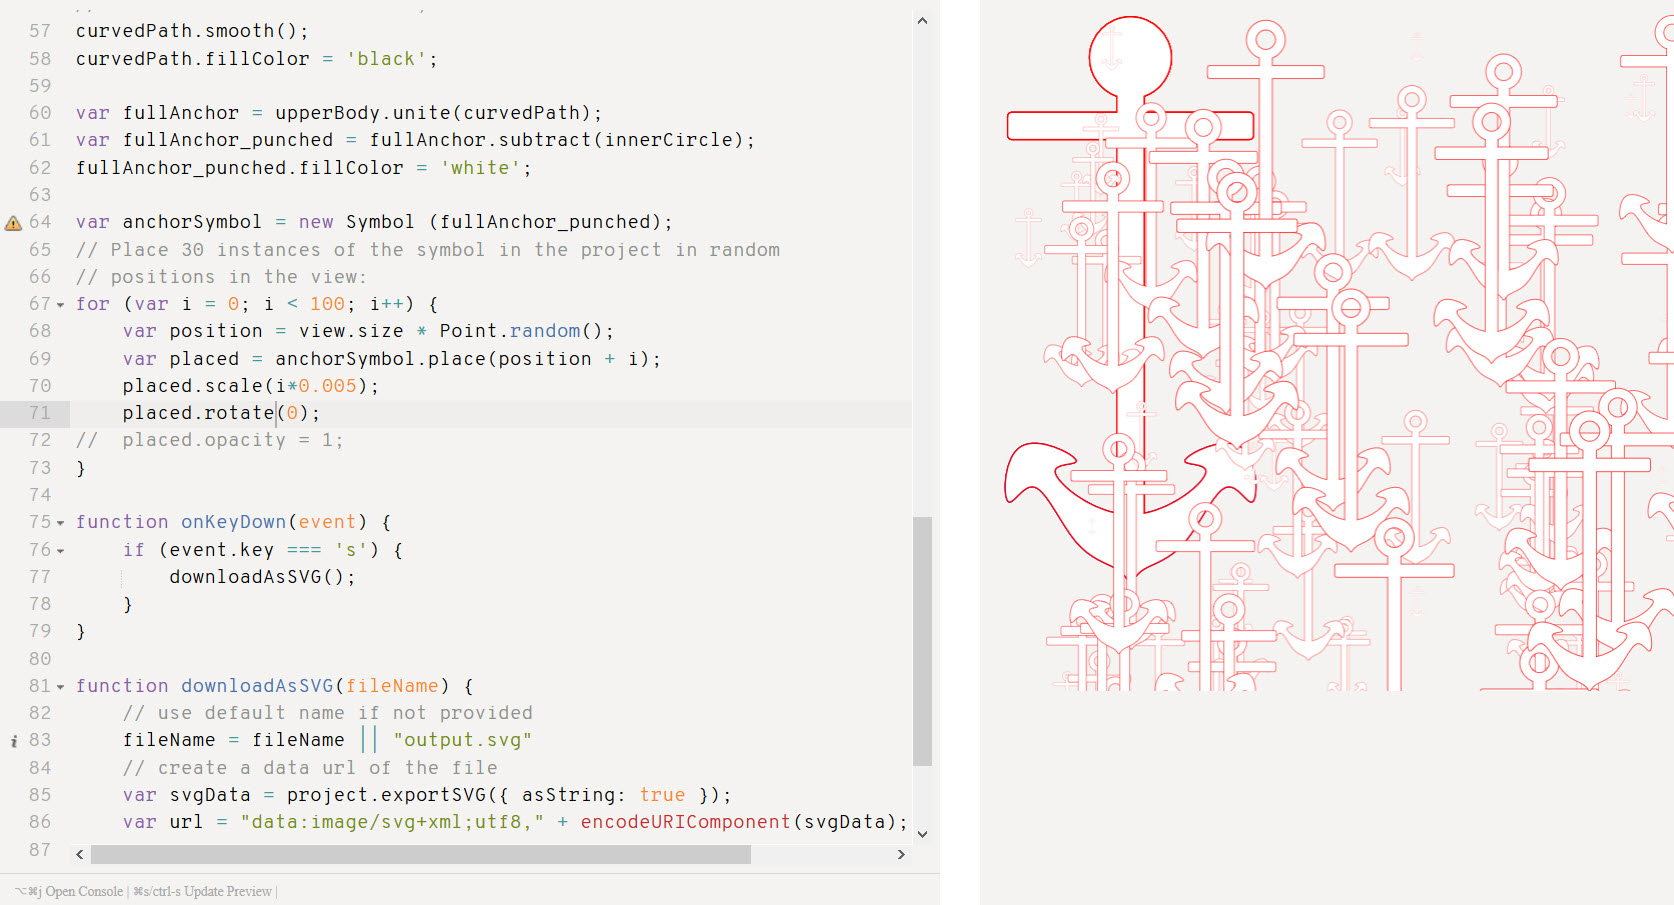 57 curvedPath.smooth();
58 curvedPath.fillColor = 'black';
59
60 var fullAnchor = upperBody.unite(curvedPath);
61 var fullAnchor_punched = fullAnchor.subtract(innerCircle);
62 fullAnchor_punched.fillColor = 'white';
63
64 var anchorSymbol = new Symbol (fullAnchor_punched);
65 // Place 30 instances of the symbol in the project in random
66 // positions in the view:
67 for (var i = 0; i < 100; i++) {
68     var position = view.size * Point.random();
69     var placed = anchorSymbol.place(position + i);
70     placed.scale(i*0.005);
71     placed.rotate(0);
72 //  placed.opacity = 1;
73 }
74
75 function onKeyDown(event) {
76     if (event.key === 's') {
77         downloadAsSVG();
78     }
79 }
80
81 function downloadAsSVG(fileName) {
82     // use default name if not provided
83     fileName = fileName || "output.svg"
84     // create a data url of the file
85     var svgData = project.exportSVG({ asString: true });
86     var url = "data:image/svg+xml;utf8," + encodeURIComponent(svgData);
87
⌥⌘j Open Console | ⌘s/ctrl-s Update Preview |